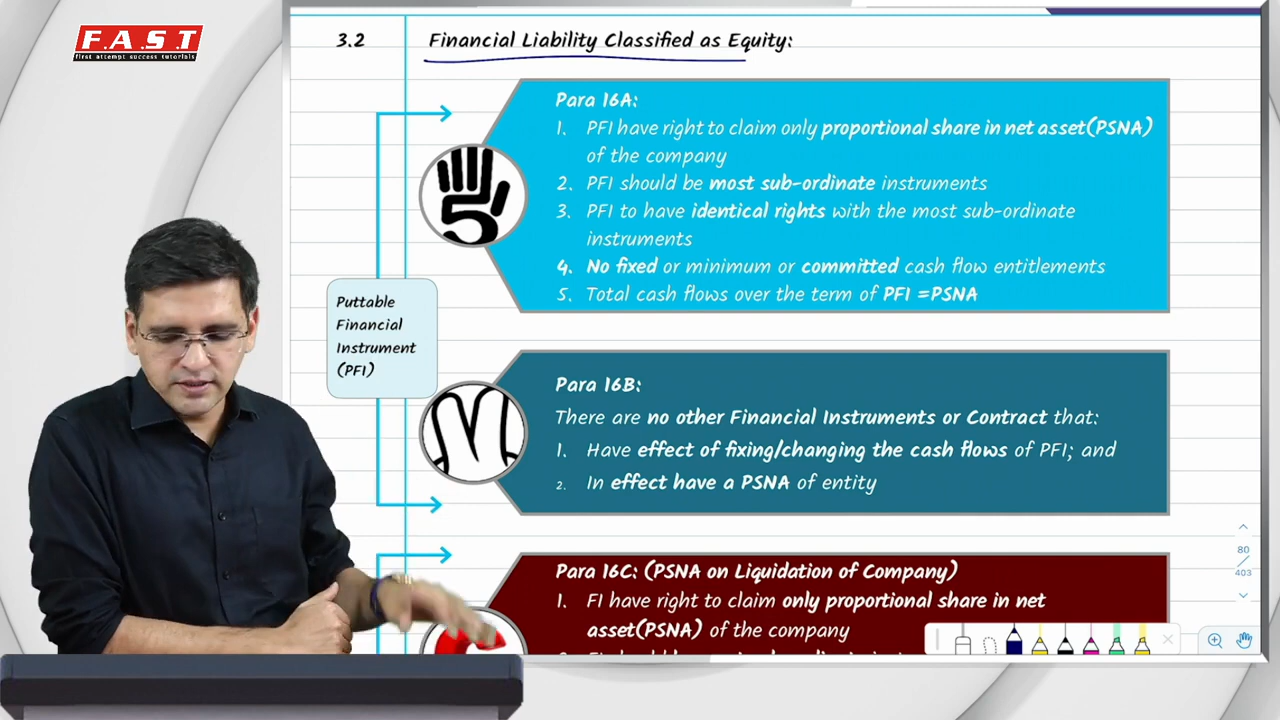 F.A.S.T
first attempt success tutorials
3.2 Financial Liability Classified as Equity:
Para 16A:
1. PFI have right to claim only proportional share in net asset(PSNA)
of the company
2. PFI should be most sub-ordinate instruments
3. PFI to have identical rights with the most sub-ordinate
instruments
4. No fixed or minimum or committed cash flow entitlements
5. Total cash flows over the term of PFI =PSNA
5
Puttable
Financial
Instrument
(PFI)
Para 16B:
There are no other Financial Instruments or Contract that:
1. Have effect of fixing/changing the cash flows of PFI; and
2. In effect have a PSNA of entity
Para 16C: (PSNA on Liquidation of Company)
1. FI have right to claim only proportional share in net
asset(PSNA) of the company
80
403